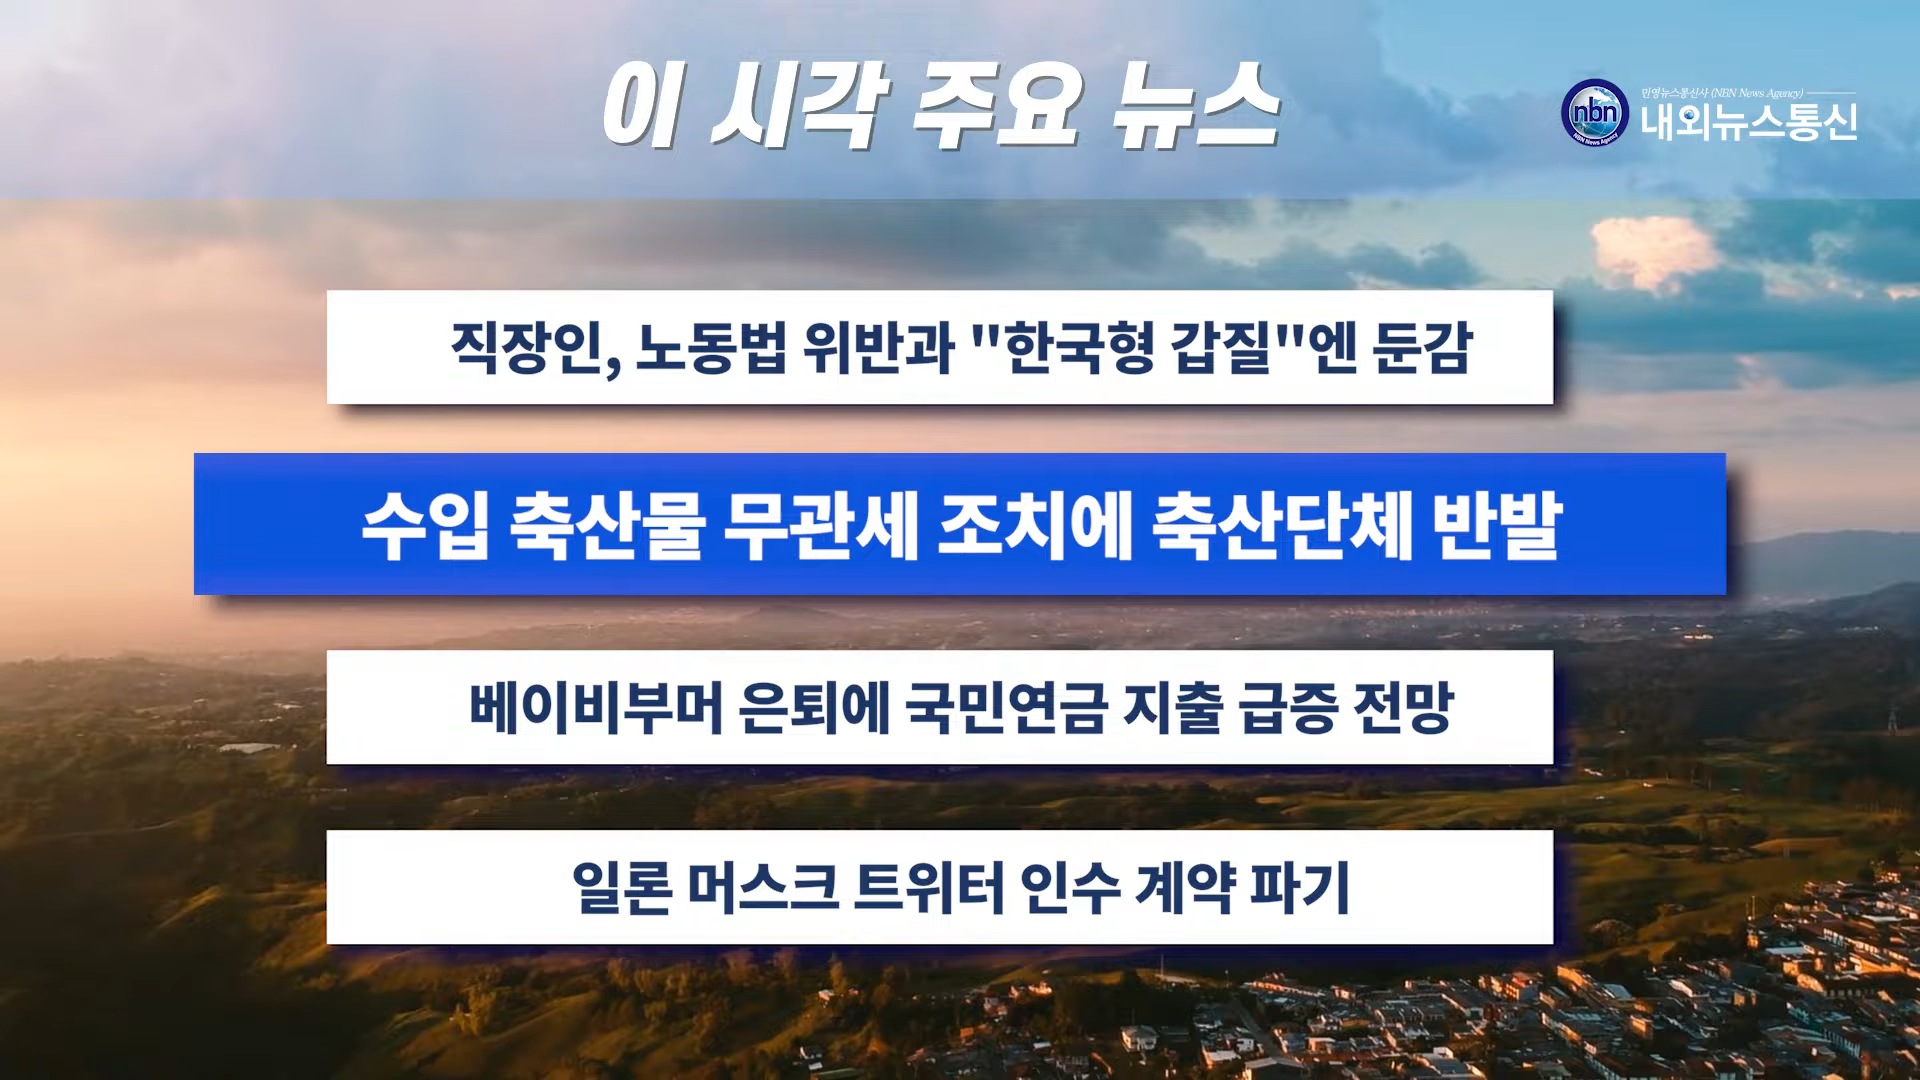 이 시각 주요 뉴스
민영뉴스통신사 (NBN News Agency)
nbn
NBN News Agency
내외뉴스통신
직장인, 노동법 위반과 "한국형 갑질"엔 둔감
수입 축산물 무관세 조치에 축산단체 반발
베이비부머 은퇴에 국민연금 지출 급증 전망
일론 머스크 트위터 인수 계약 파기